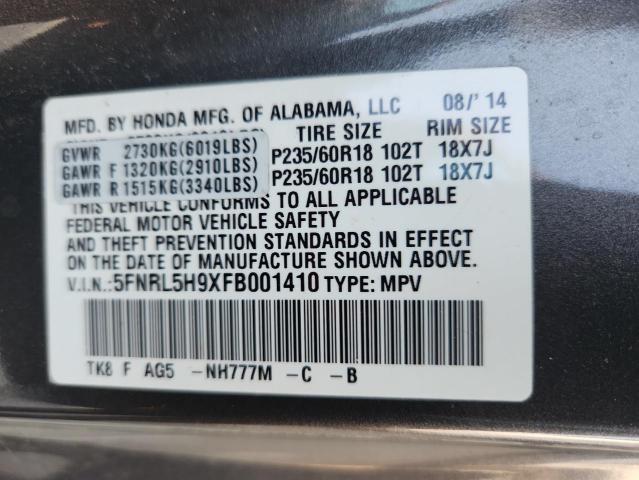 MFD. BY HONDA MFG. OF ALABAMA, LLC 08/'14
TIRE SIZE RIM SIZE
GVWR 2730KG(6019LBS)
GAWR F 1320KG(2910LBS) P235/60R18 102T 18X7J
GAWR R 1515KG(3340LBS) P235/60R18 102T 18X7J
THIS VEHICLE CONFORMS TO ALL APPLICABLE
FEDERAL MOTOR VEHICLE SAFETY
AND THEFT PREVENTION STANDARDS IN EFFECT
ON THE DATE OF MANUFACTURE SHOWN ABOVE.
V.I.N.:5FNRL5H9XFB001410 TYPE: MPV
TK8 F AG5 -NH777M -C -B